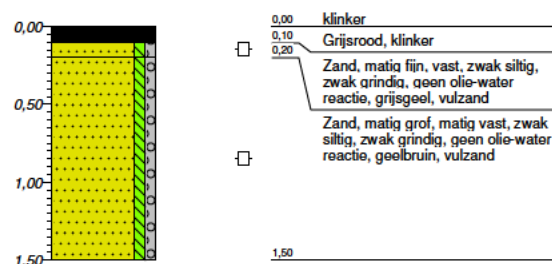 0,00
0,50
1,00
1,50
0,00 klinker
0,10 Grijsrood, klinker
0,20
Zand, matig fijn, vast, zwak siltig,
zwak grindig, geen olie-water
reactie, grijsgeel, vulzand
Zand, matig grof, matig vast, zwak
siltig, zwak grindig, geen olie-water
reactie, geelbruin, vulzand
1,50